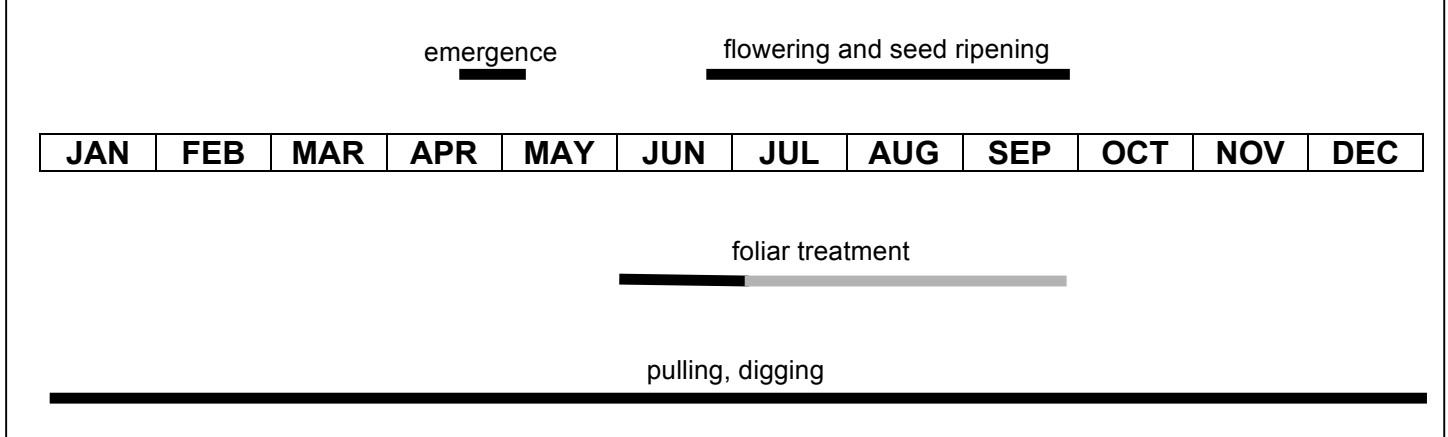 emergence
flowering and seed ripening
JAN FEB MAR APR MAY JUN JUL AUG SEP OCT NOV DEC
foliar treatment
pulling, digging